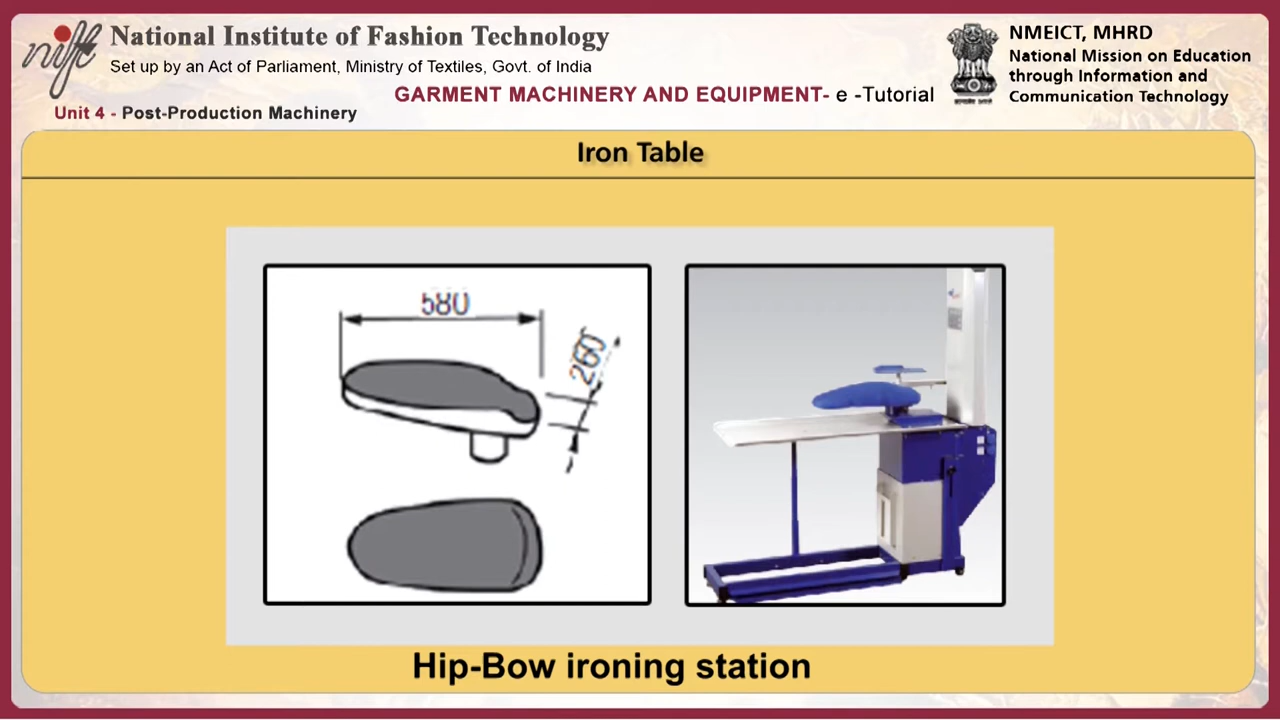 nift
National Institute of Fashion Technology
Set up by an Act of Parliament, Ministry of Textiles, Govt. of India
GARMENT MACHINERY AND EQUIPMENT- e -Tutorial
Unit 4 - Post-Production Machinery
NMEICT, MHRD
National Mission on Education
through Information and
Communication Technology
Iron Table
580
260
Hip-Bow ironing station